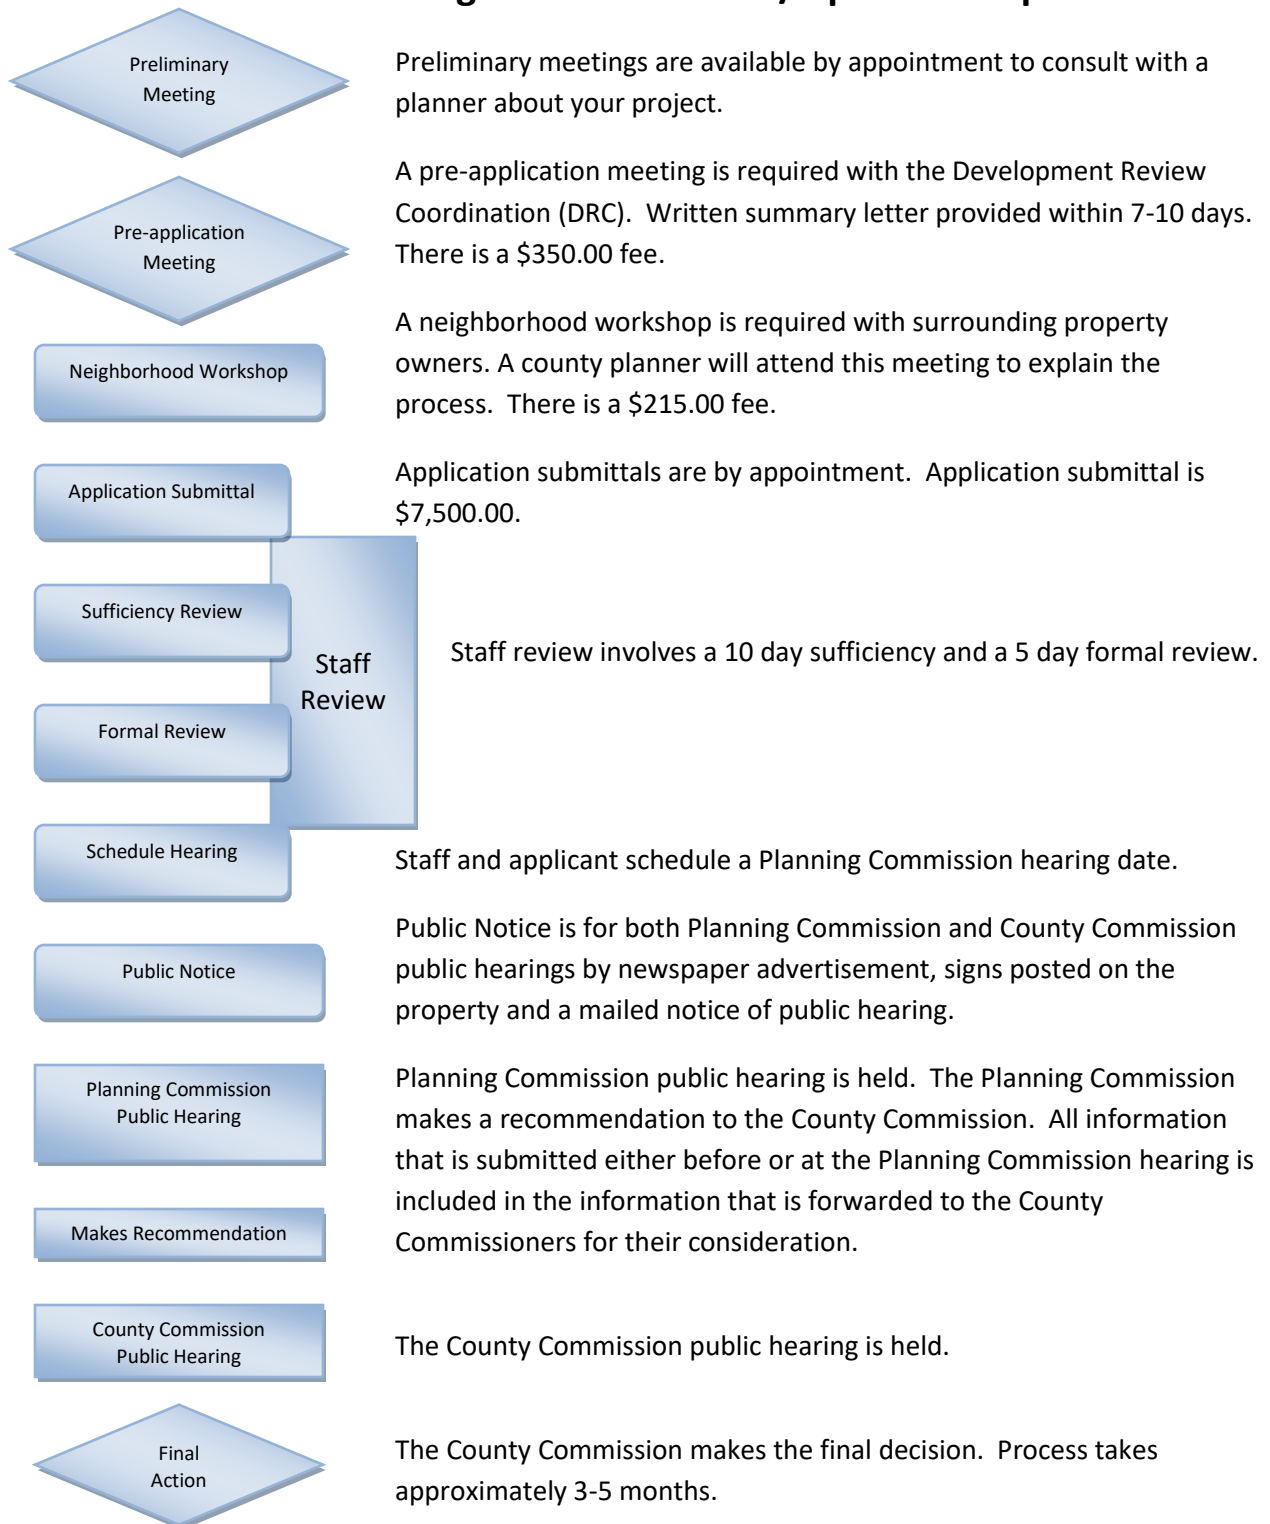 Preliminary
Meeting
Preliminary meetings are available by appointment to consult with a
planner about your project.
Pre-application
Meeting
A pre-application meeting is required with the Development Review
Coordination (DRC).  Written summary letter provided within 7-10 days.
There is a $350.00 fee.
Neighborhood Workshop
A neighborhood workshop is required with surrounding property
owners. A county planner will attend this meeting to explain the
process.  There is a $215.00 fee.
Application Submittal
Application submittals are by appointment.  Application submittal is
$7,500.00.
Sufficiency Review
Formal Review
Staff
Review
Staff review involves a 10 day sufficiency and a 5 day formal review.
Schedule Hearing
Staff and applicant schedule a Planning Commission hearing date.
Public Notice
Public Notice is for both Planning Commission and County Commission
public hearings by newspaper advertisement, signs posted on the
property and a mailed notice of public hearing.
Planning Commission
Public Hearing
Makes Recommendation
Planning Commission public hearing is held.  The Planning Commission
makes a recommendation to the County Commission.  All information
that is submitted either before or at the Planning Commission hearing is
included in the information that is forwarded to the County
Commissioners for their consideration.
County Commission
Public Hearing
The County Commission public hearing is held.
Final
Action
The County Commission makes the final decision.  Process takes
approximately 3-5 months.